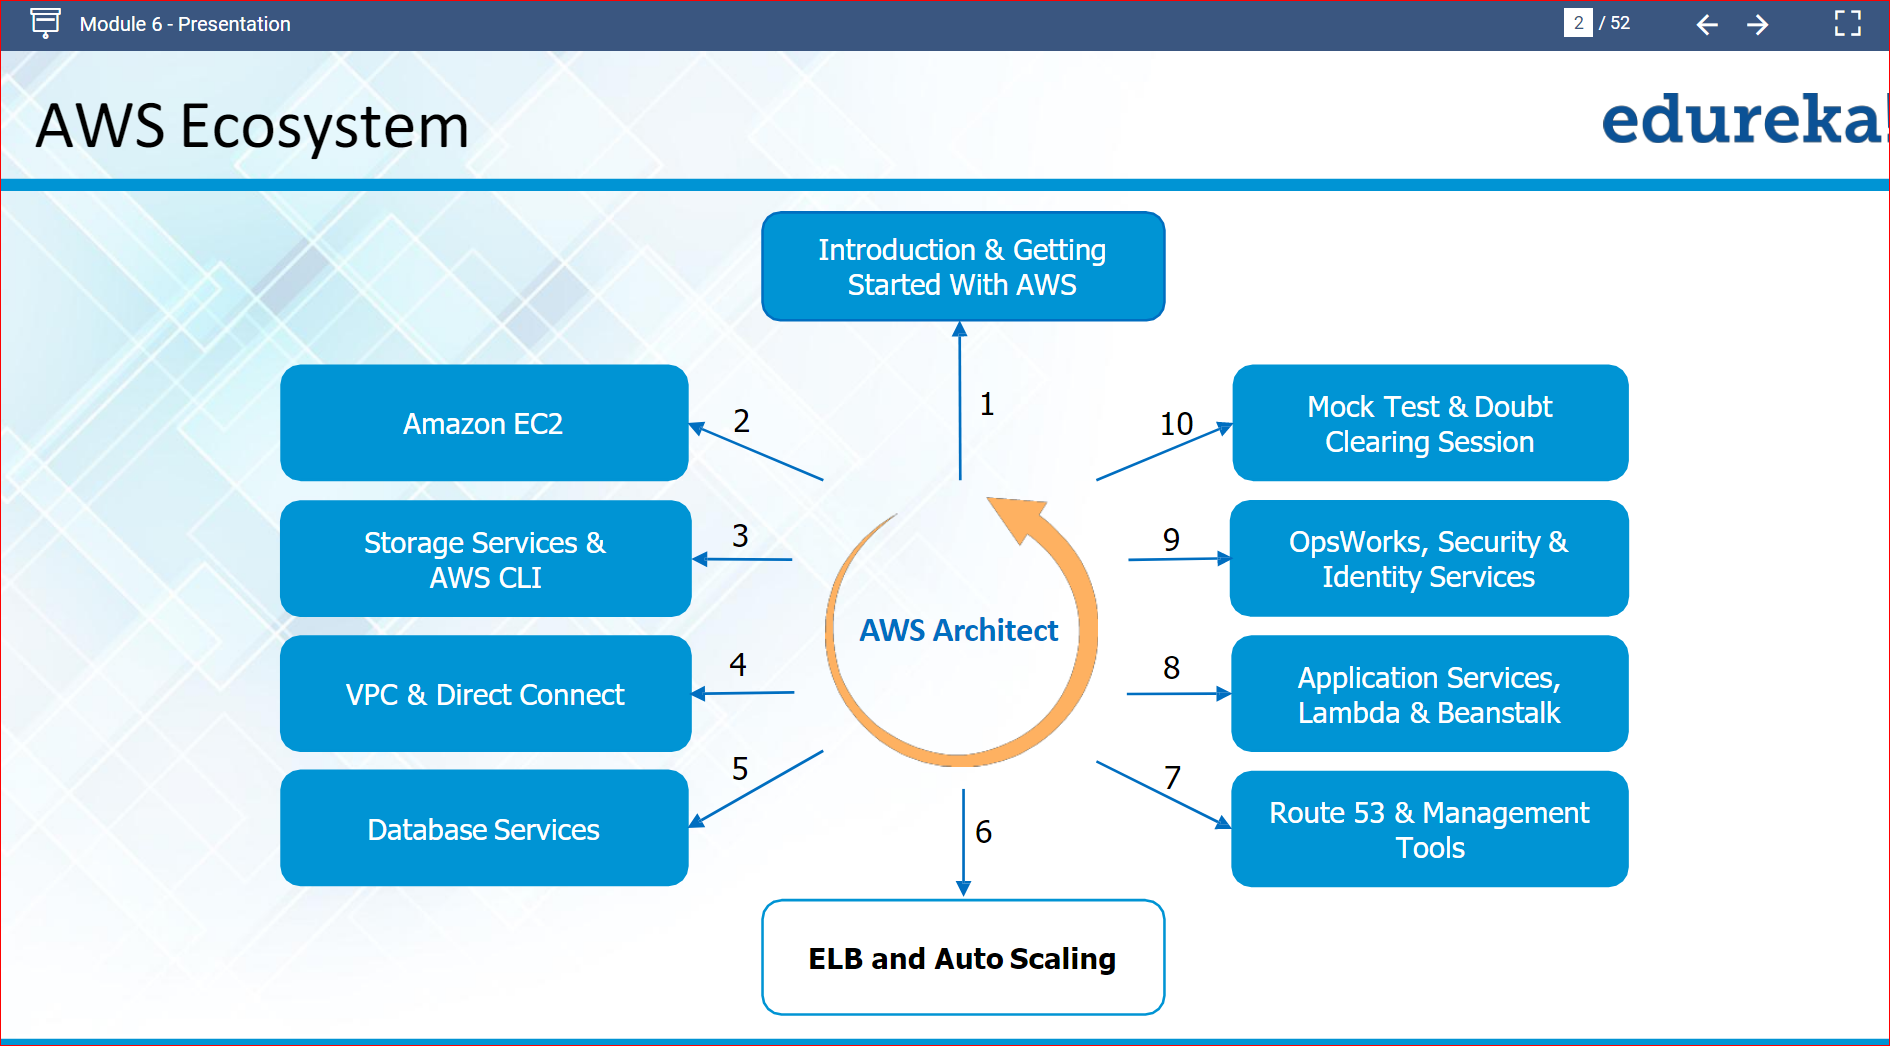 Module 6 - Presentation
2 / 52
AWS Ecosystem
edureka!
Introduction & Getting
Started With AWS
1
Amazon EC2
2
Storage Services &
AWS CLI
3
VPC & Direct Connect
4
Database Services
5
AWS Architect
6
ELB and Auto Scaling
7
Route 53 & Management
Tools
8
Application Services,
Lambda & Beanstalk
9
OpsWorks, Security &
Identity Services
10
Mock Test & Doubt
Clearing Session